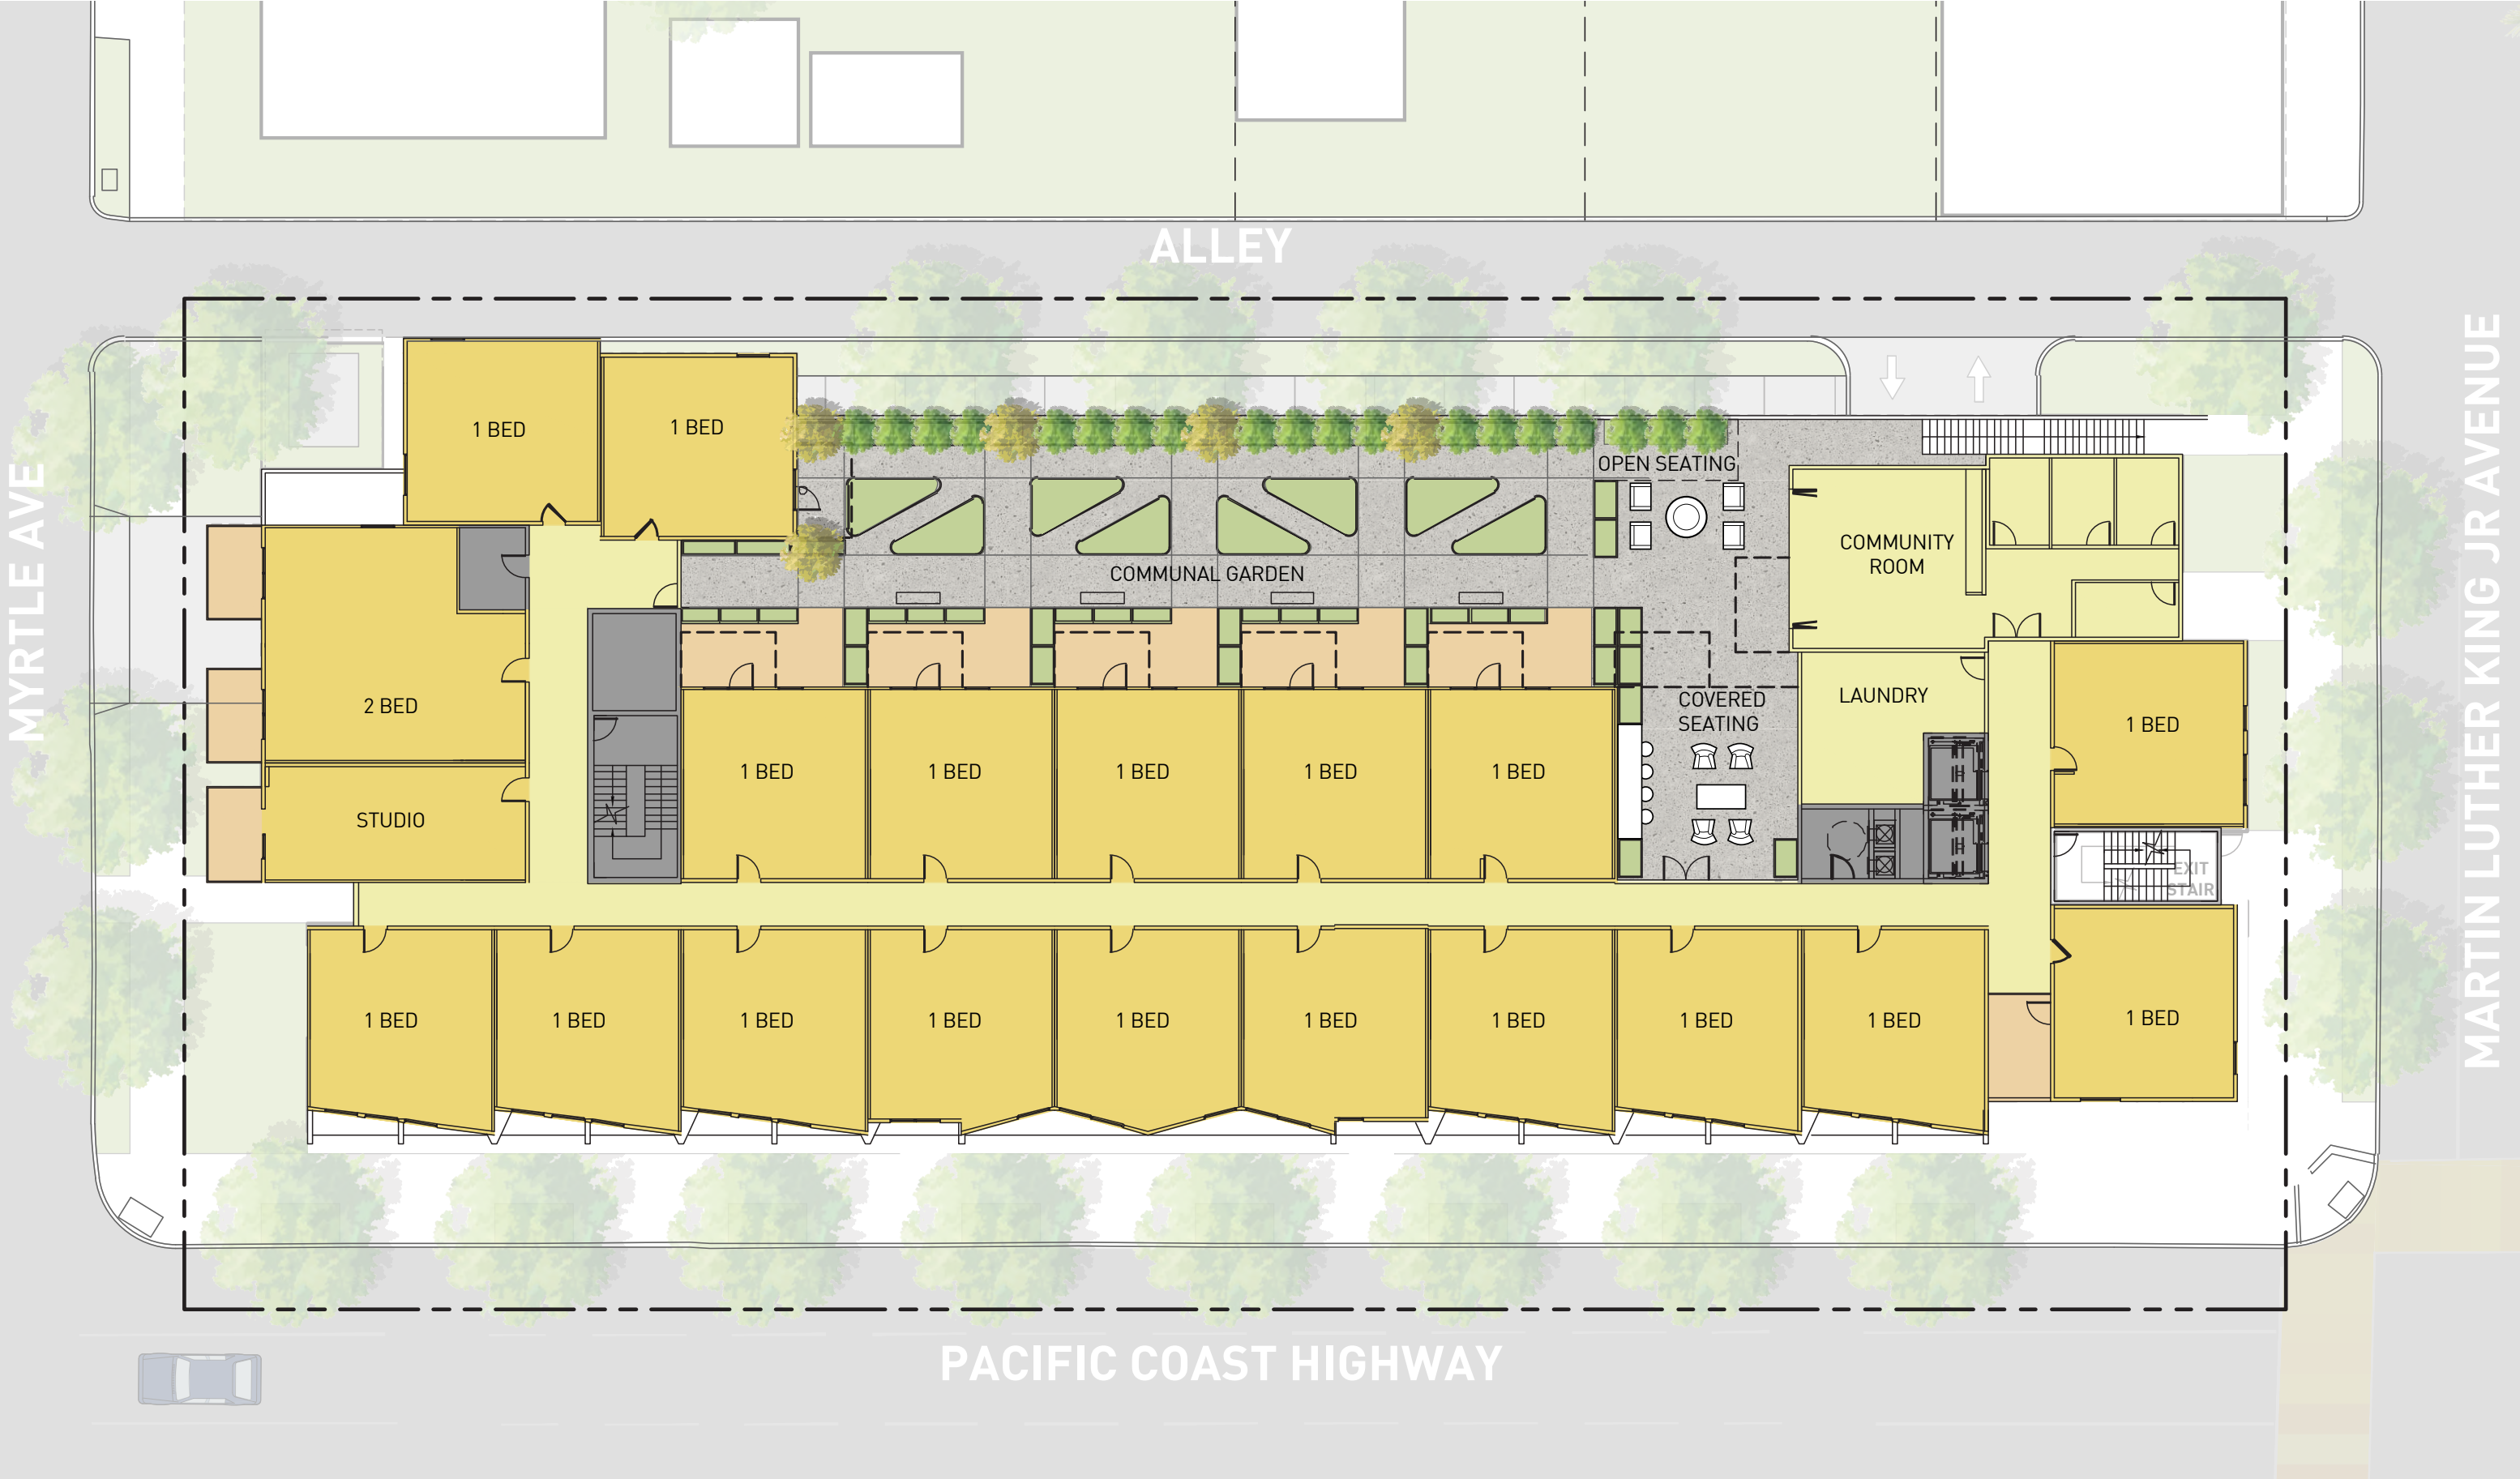 ALLEY
MYRTLE AVE
MARTIN LUTHER KING JR AVENUE
1 BED
1 BED
OPEN SEATING
COMMUNITY
ROOM
COMMUNAL GARDEN
2 BED
COVERED
SEATING
LAUNDRY
1 BED
STUDIO
1 BED
1 BED
1 BED
1 BED
1 BED
EXIT
STAIR
1 BED
1 BED
1 BED
1 BED
1 BED
1 BED
1 BED
1 BED
1 BED
1 BED
PACIFIC COAST HIGHWAY